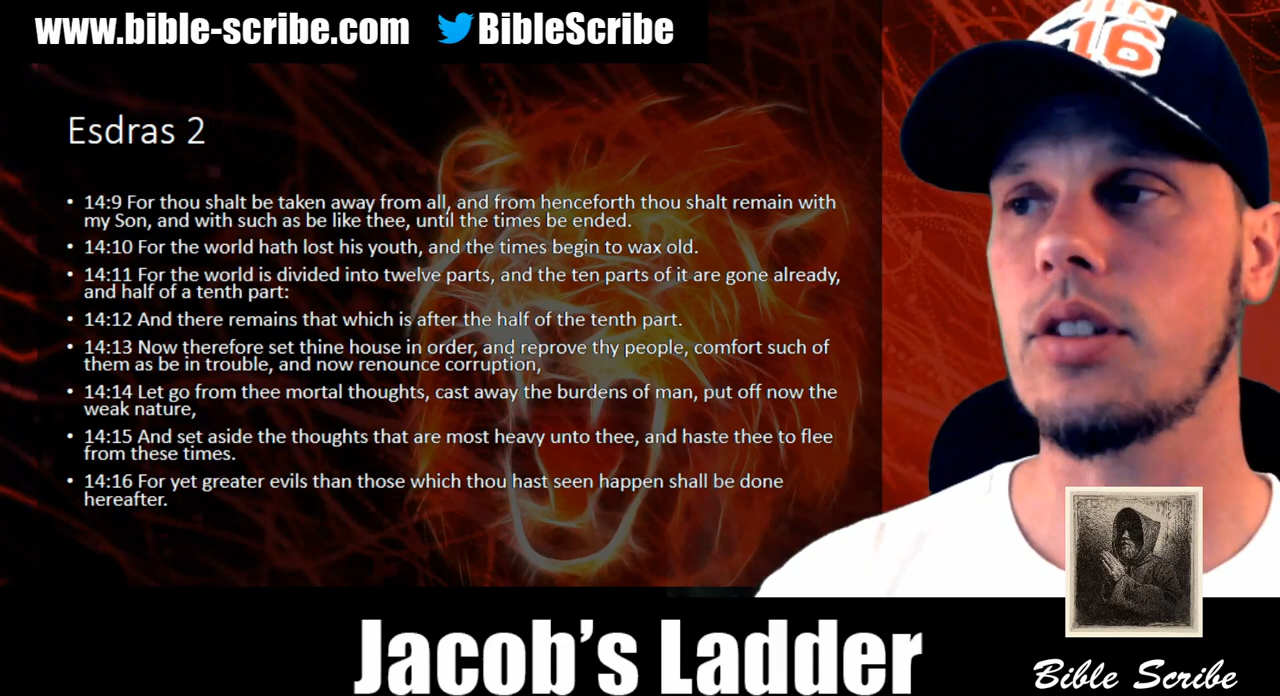 www.bible-scribe.com BibleScribe
IN
16
Esdras 2
• 14:9 For thou shalt be taken away from all, and from henceforth thou shalt remain with
my Son, and with such as be like thee, until the times be ended.
• 14:10 For the world hath lost his youth, and the times begin to wax old.
• 14:11 For the world is divided into twelve parts, and the ten parts of it are gone already,
and half of a tenth part:
• 14:12 And there remains that which is after the half of the tenth part.
• 14:13 Now therefore set thine house in order, and reprove thy people, comfort such of
them as be in trouble, and now renounce corruption,
• 14:14 Let go from thee mortal thoughts, cast away the burdens of man, put off now the
weak nature,
• 14:15 And set aside the thoughts that are most heavy unto thee, and haste thee to flee
from these times.
• 14:16 For yet greater evils than those which thou hast seen happen shall be done
hereafter.
Jacob's Ladder
Bible Scribe